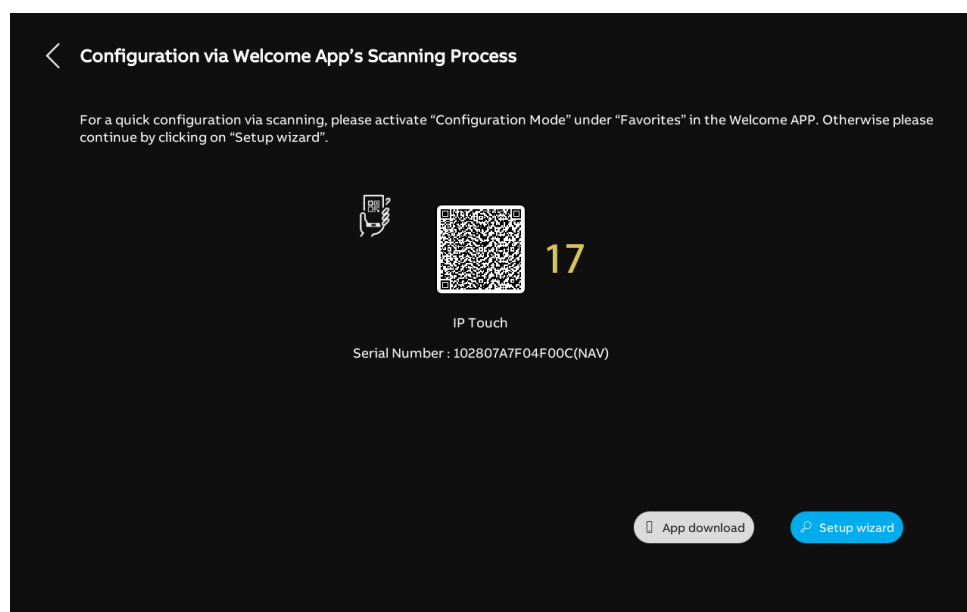 Configuration via Welcome App's Scanning Process
For a quick configuration via scanning, please activate “Configuration Mode” under “Favorites” in the Welcome APP. Otherwise please
continue by clicking on “Setup wizard”.
17
IP Touch
Serial Number : 102807A7F04F00C(NAV)
App download
Setup wizard